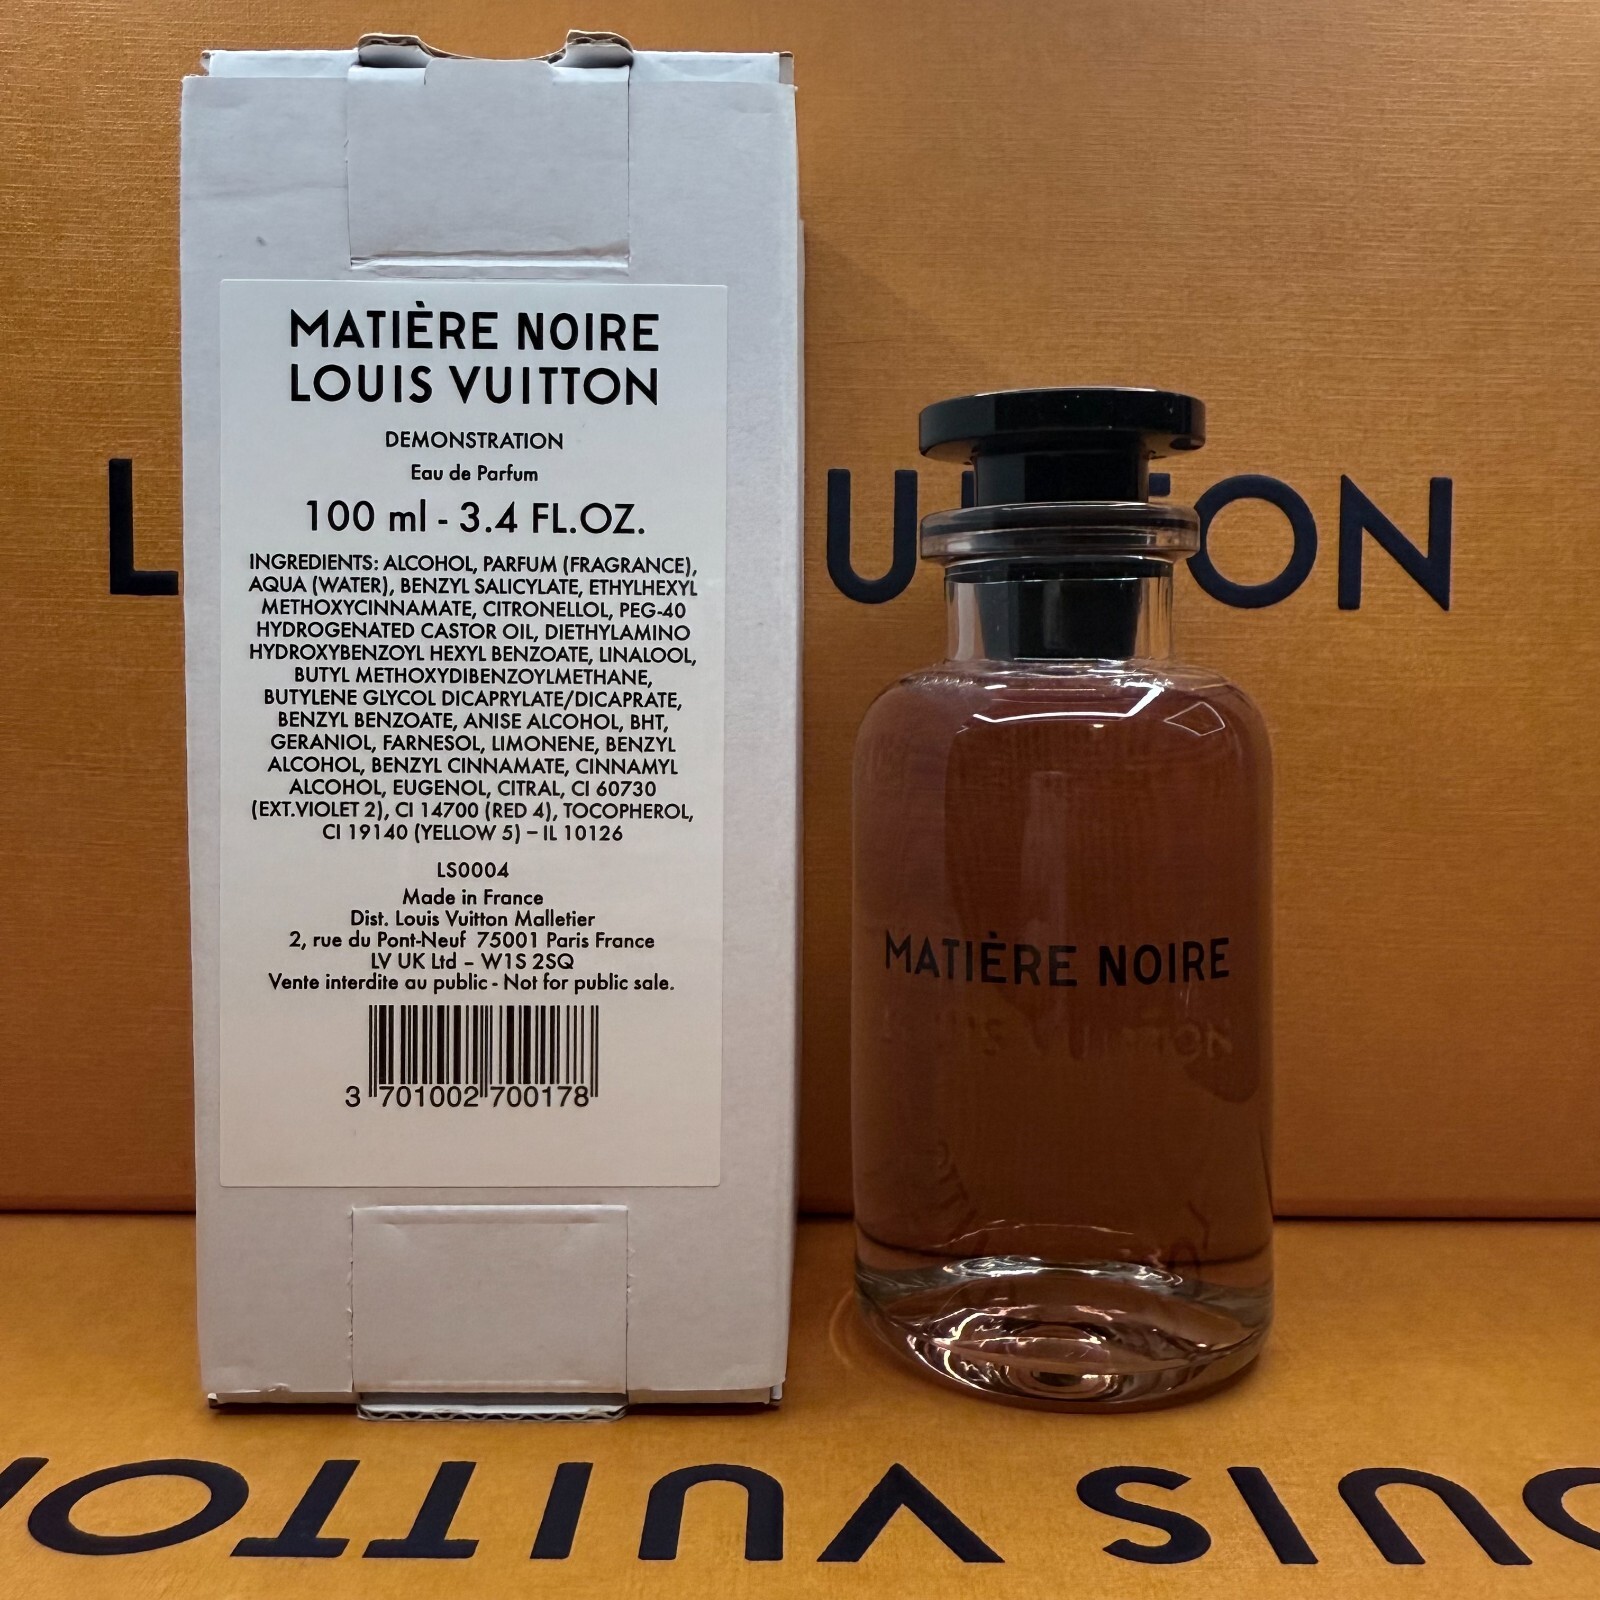 MATIÈRE NOIRE
LOUIS VUITTON
DEMONSTRATION
Eau de Parfum
100 ml - 3.4 FL.OZ.
INGREDIENTS: ALCOHOL, PARFUM (FRAGRANCE),
AQUA (WATER), BENZYL SALICYLATE, ETHYLHEXYL
METHOXYCINNAMATE, CITRONELLOL, PEG-40
HYDROGENATED CASTOR OIL, DIETHYLAMINO
HYDROXYBENZOYL HEXYL BENZOATE, LINALOOL,
BUTYL METHOXYDIBENZOYLMETHANE,
BUTYLENE GLYCOL DICAPRYLATE/DICAPRATE,
BENZYL BENZOATE, ANISE ALCOHOL, BHT,
GERANIOL, FARNESOL, LIMONENE, BENZYL
ALCOHOL, BENZYL CINNAMATE, CINNAMYL
ALCOHOL, EUGENOL, CITRAL, CI 60730
(EXT.VIOLET 2), CI 14700 (RED 4), TOCOPHEROL,
CI 19140 (YELLOW 5) – IL 10126
LS0004
Made in France
Dist. Louis Vuitton Malletier
2, rue du Pont-Neuf 75001 Paris France
LV UK Ltd – W1S 2SQ
Vente interdite au public - Not for public sale.
3 701002 700178
MATIÈRE NOIRE
LOUIS VUITTON